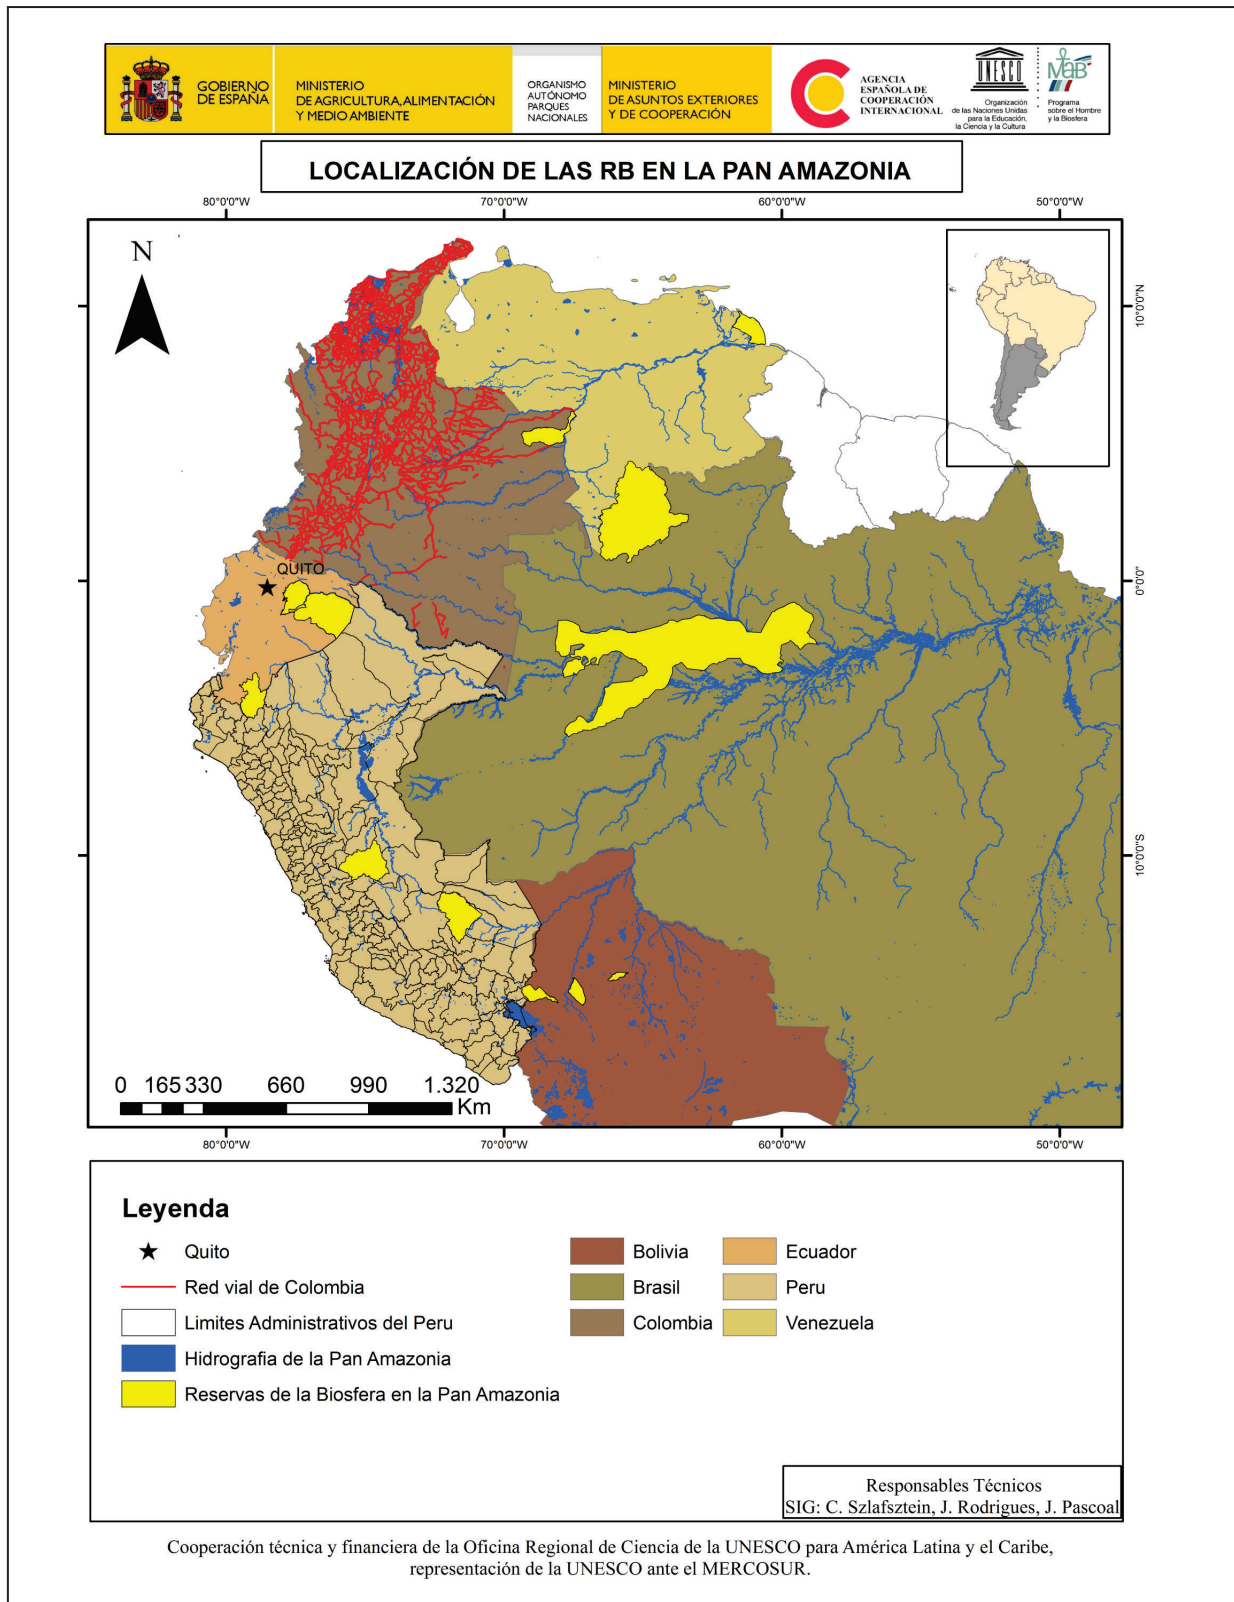 GOBIERNO
DE ESPAÑA
MINISTERIO
DE AGRICULTURA, ALIMENTACIÓN
Y MEDIO AMBIENTE
ORGANISMO
AUTÓNOMO
PARQUES
NACIONALES
MINISTERIO
DE ASUNTOS EXTERIORES
Y DE COOPERACIÓN
AGENCIA
ESPAÑOLA DE
COOPERACIÓN
INTERNACIONAL
UNESCO
Organización
de las Naciones Unidas
para la Educación,
la Ciencia y la Cultura
MaB
Programa
sobre el Hombre
y la Biosfera
LOCALIZACIÓN DE LAS RB EN LA PAN AMAZONIA
80°0'0"W 70°0'0"W 60°0'0"W 50°0'0"W
N
10°0'0"N
0°0'0"
10°0'0"S
QUITO
0 165 330 660 990 1.320
Km
80°0'0"W 70°0'0"W 60°0'0"W 50°0'0"W
Leyenda
Quito
Red vial de Colombia
Limites Administrativos del Peru
Hidrografia de la Pan Amazonia
Reservas de la Biosfera en la Pan Amazonia
Bolivia
Brasil
Colombia
Ecuador
Peru
Venezuela
Responsables Técnicos
SIG: C. Szlafsztein, J. Rodrigues, J. Pascoal
Cooperación técnica y financiera de la Oficina Regional de Ciencia de la UNESCO para América Latina y el Caribe,
representación de la UNESCO ante el MERCOSUR.